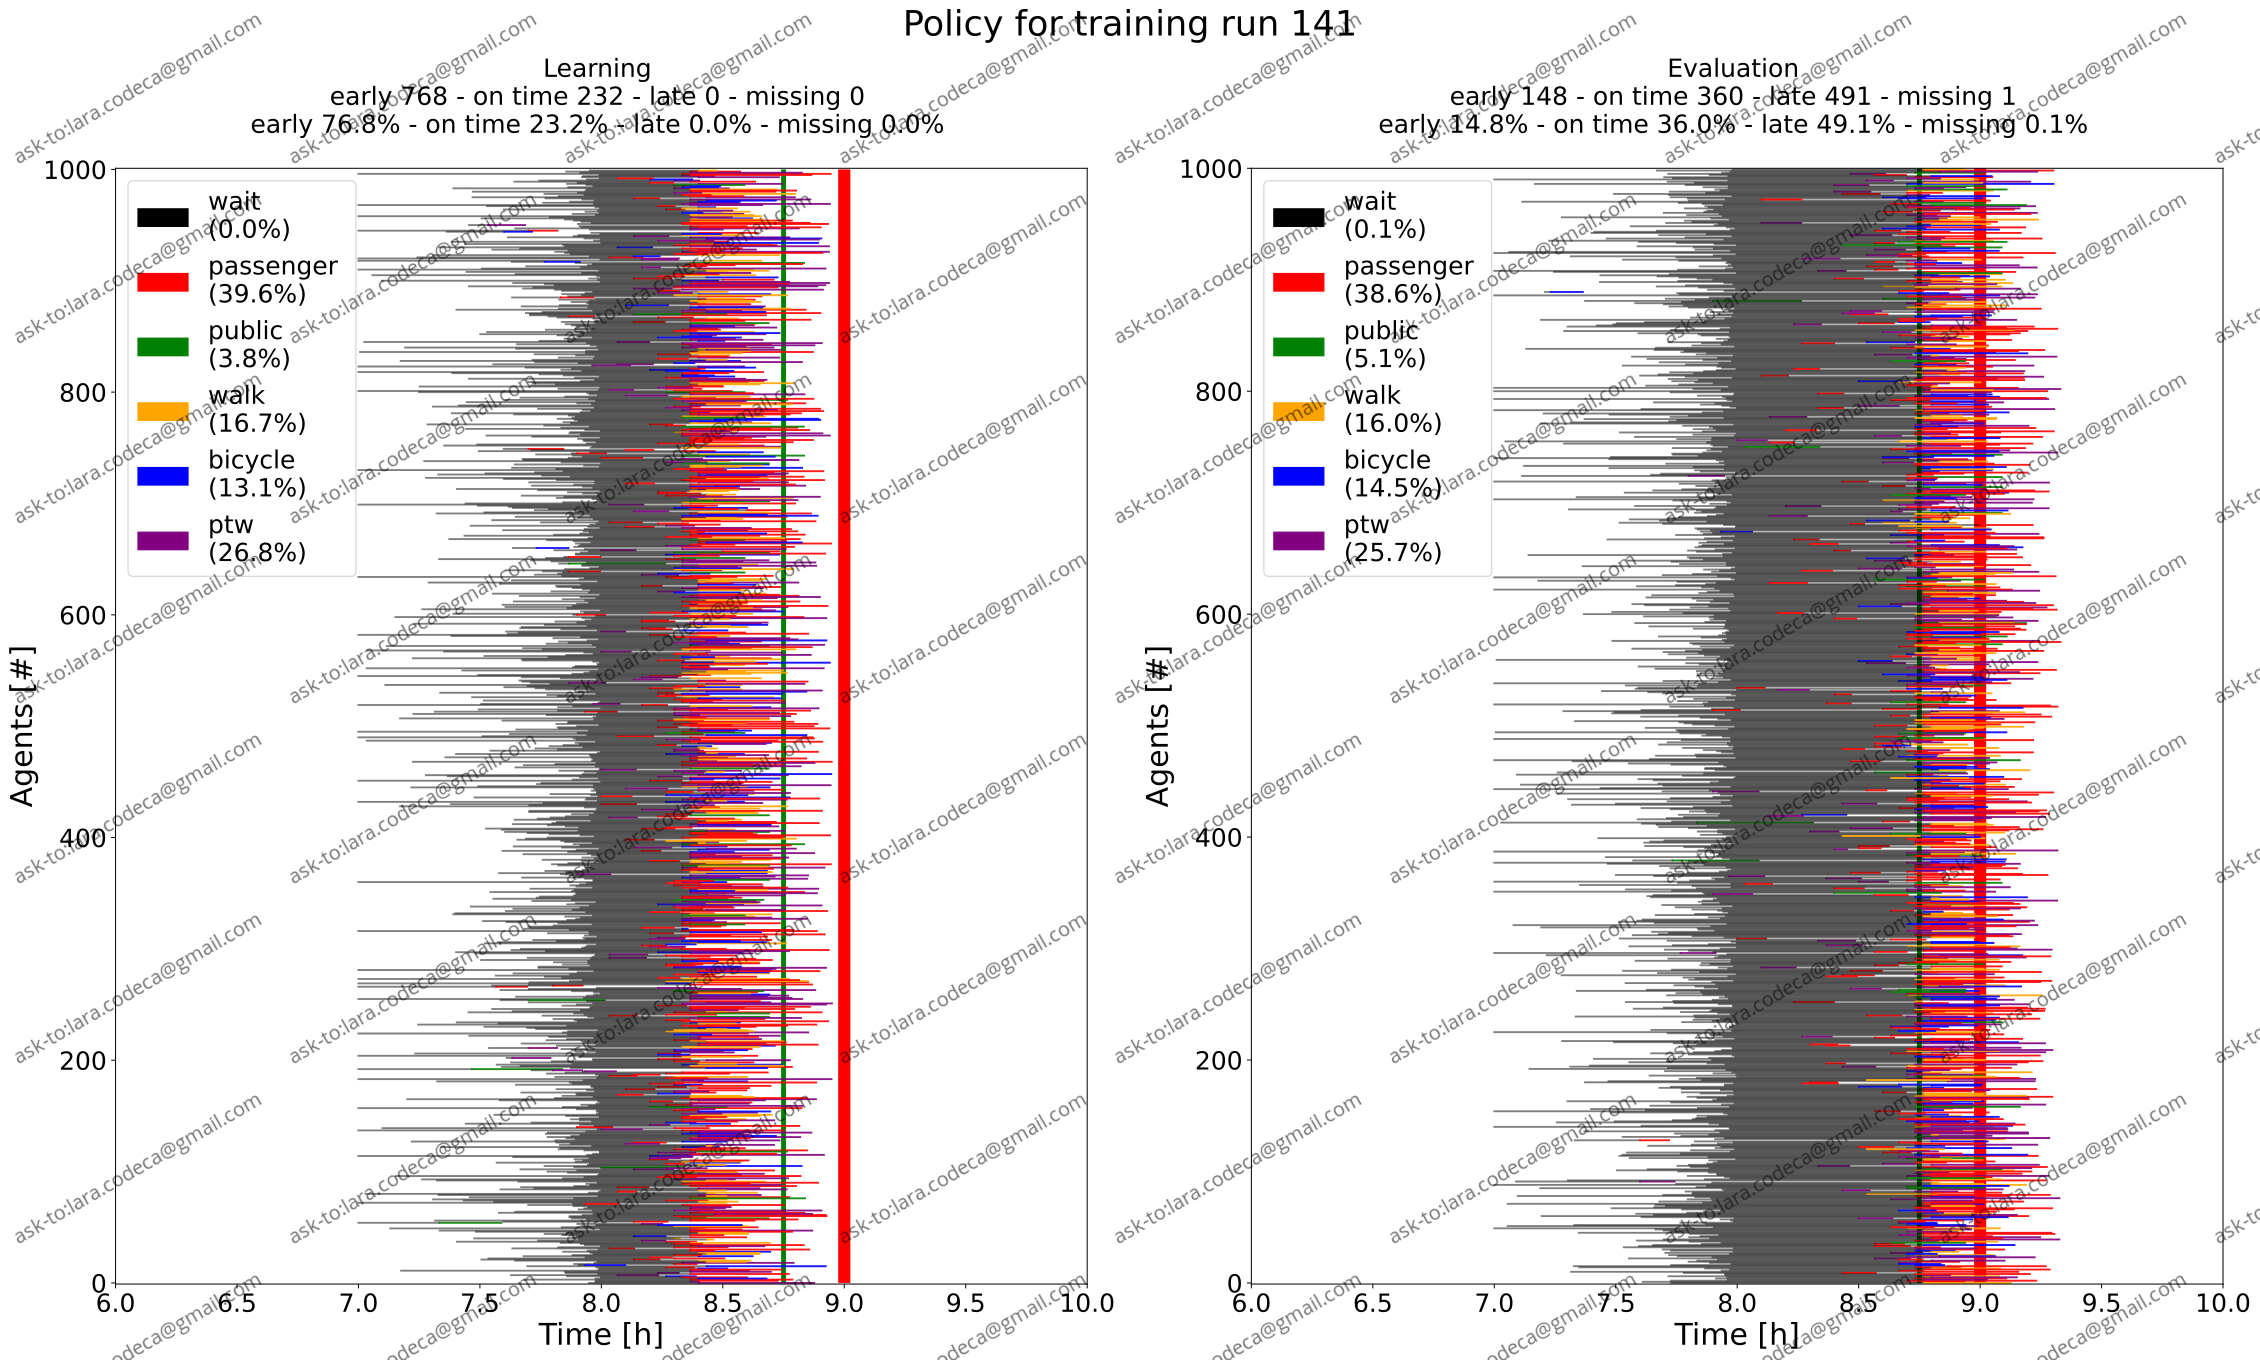 Policy for training run 141
Learning
early 768 - on time 232 - late 0 - missing 0
early 76.8% - on time 23.2% - late 0.0% - missing 0.0%
1000
800
600
400
200
0
Agents [#]
wait
(0.0%)
passenger
(39.6%)
public
(3.8%)
walk
(16.7%)
bicycle
(13.1%)
ptw
(26.8%)
6.0 6.5 7.0 7.5 8.0 8.5 9.0 9.5 10.0
Time [h]
Evaluation
early 148 - on time 360 - late 491 - missing 1
early 14.8% - on time 36.0% - late 49.1% - missing 0.1%
1000
800
600
400
200
0
Agents [#]
wait
(0.1%)
passenger
(38.6%)
public
(5.1%)
walk
(16.0%)
bicycle
(14.5%)
ptw
(25.7%)
6.0 6.5 7.0 7.5 8.0 8.5 9.0 9.5 10.0
Time [h]
ask-to:lara.codeca@gmail.com